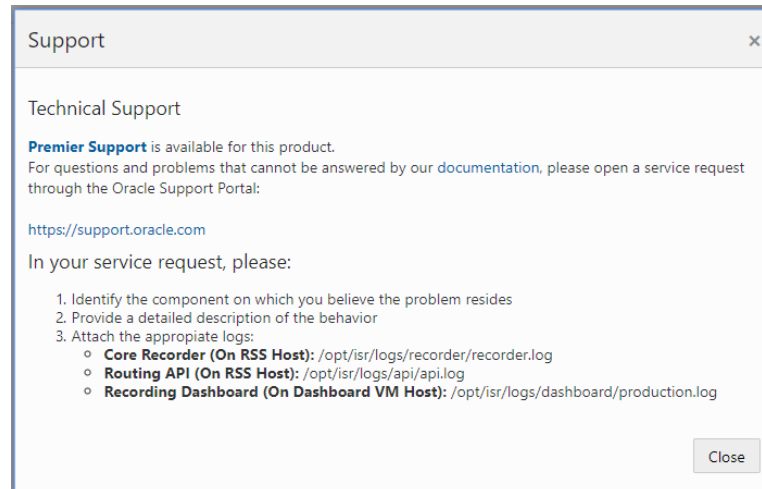 Support
×
Technical Support
Premier Support is available for this product.
For questions and problems that cannot be answered by our documentation, please open a service request
through the Oracle Support Portal:
https://support.oracle.com
In your service request, please:
1. Identify the component on which you believe the problem resides
2. Provide a detailed description of the behavior
3. Attach the appropiate logs:
Core Recorder (On RSS Host): /opt/isr/logs/recorder/recorder.log
Routing API (On RSS Host): /opt/isr/logs/api/api.log
Recording Dashboard (On Dashboard VM Host): /opt/isr/logs/dashboard/production.log
Close